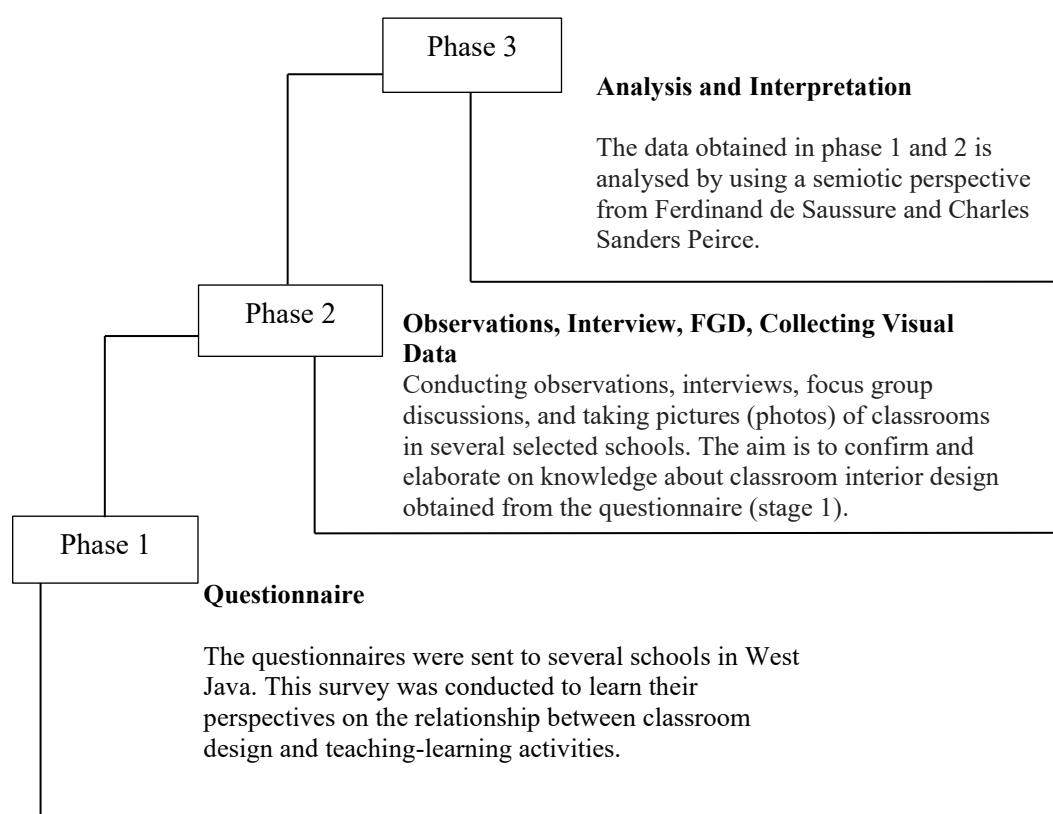 Phase 3
Analysis and Interpretation
The data obtained in phase 1 and 2 is
analysed by using a semiotic perspective
from Ferdinand de Saussure and Charles
Sanders Peirce.
Phase 2
Observations, Interview, FGD, Collecting Visual
Data
Conducting observations, interviews, focus group
discussions, and taking pictures (photos) of classrooms
in several selected schools. The aim is to confirm and
elaborate on knowledge about classroom interior design
obtained from the questionnaire (stage 1).
Phase 1
Questionnaire
The questionnaires were sent to several schools in West
Java. This survey was conducted to learn their
perspectives on the relationship between classroom
design and teaching-learning activities.